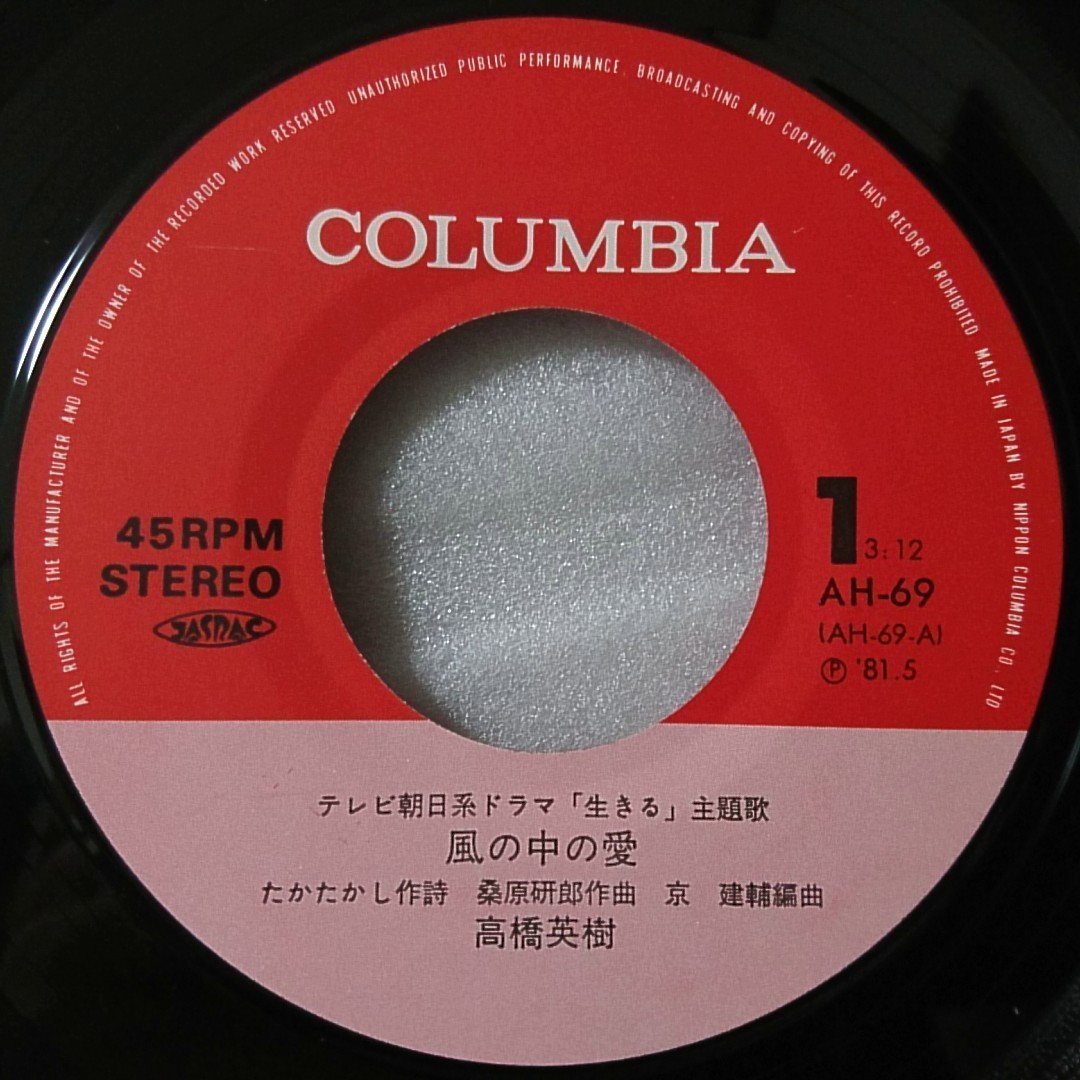 ALL RIGHTS OF THE MANUFACTURER AND OF THE OWNER OF THE RECORDED WORK RESERVED UNAUTHORIZED PUBLIC PERFORMANCE. BROADCASTING AND COPYING OF THIS RECORD PROHIBITED MADE IN JAPAN BY NIPPON COLUMBIA CO., LTD
COLUMBIA
45RPM
STEREO
JASRAC
1 3:12
AH-69
(AH-69-A)
Ⓟ '81.5
テレビ朝日系ドラマ「生きる」主題歌
風の中の愛
たかたかし作詩 桑原研郎作曲 京 建輔編曲
高橋英樹